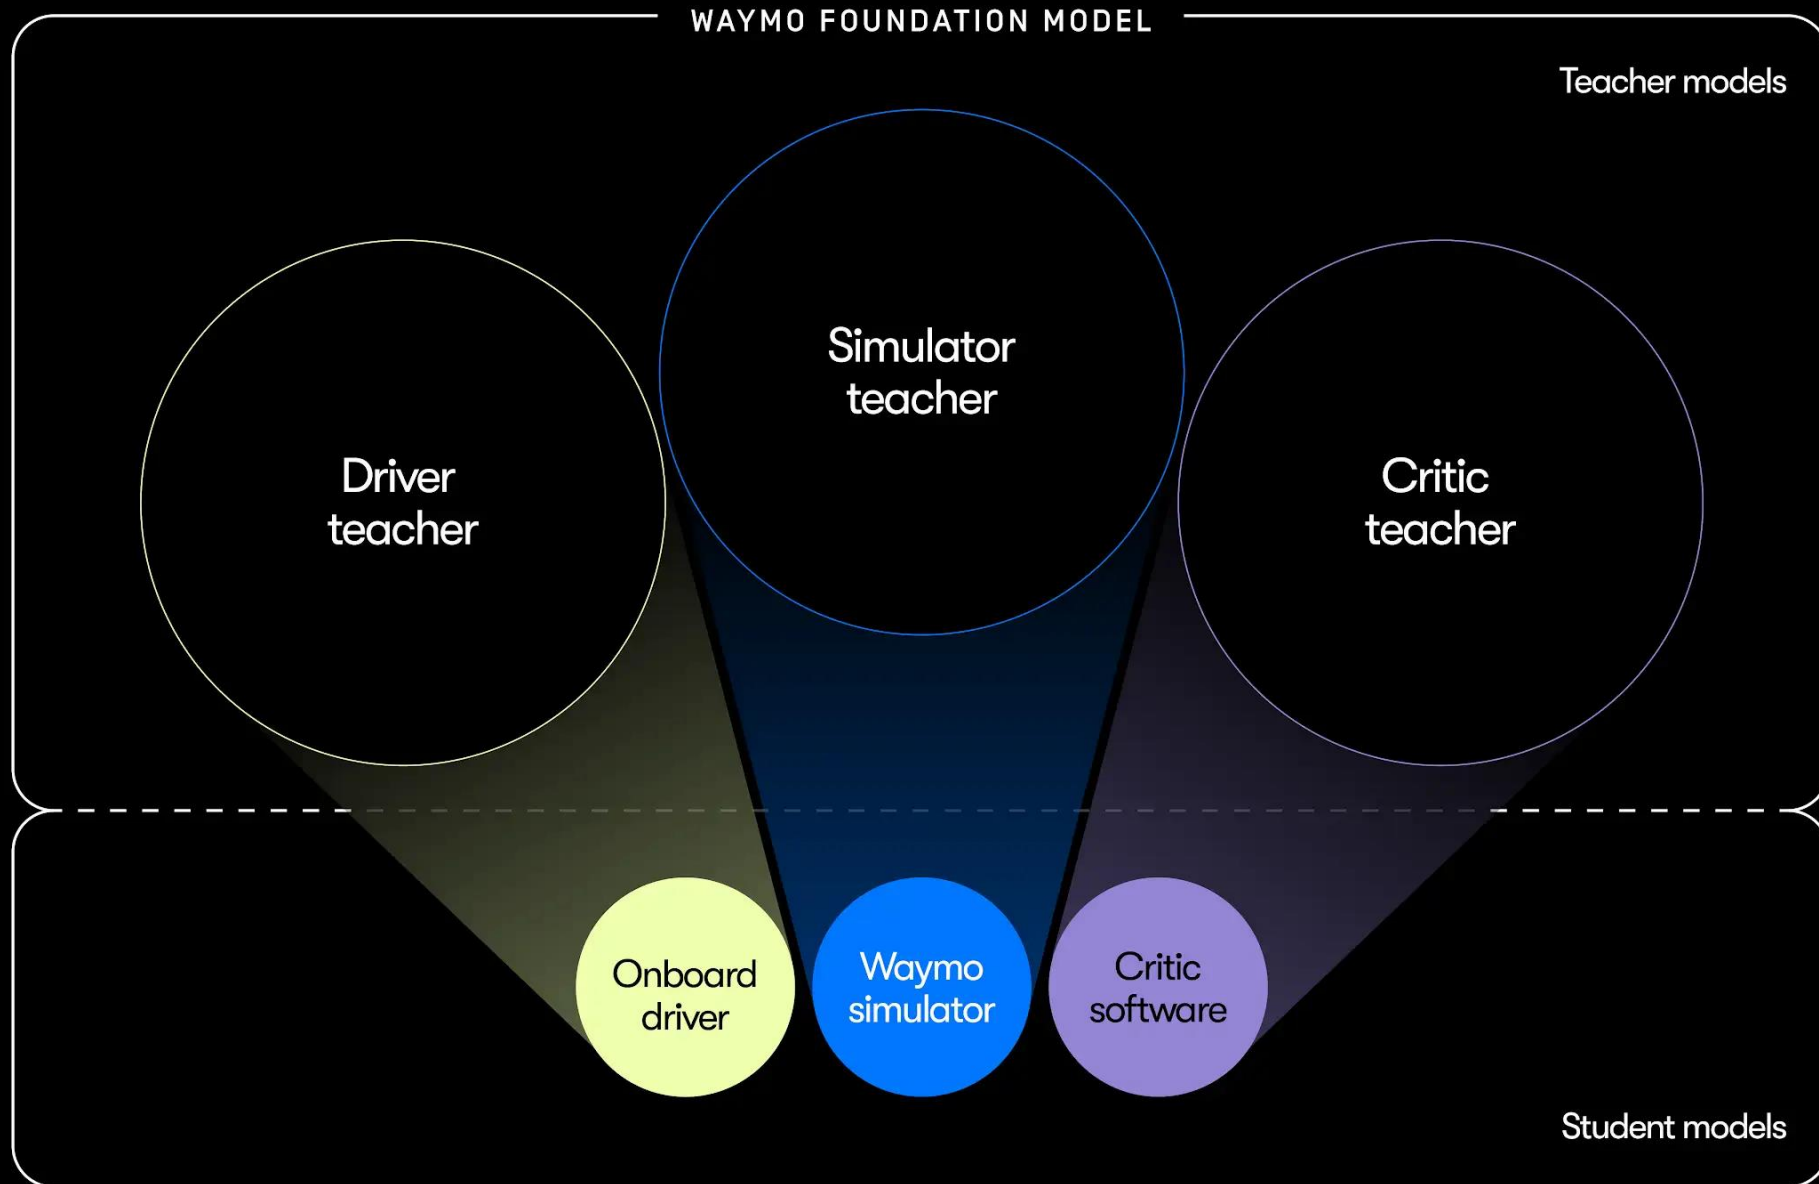 WAYMO FOUNDATION MODEL
Teacher models
Simulator
teacher
Driver
teacher
Critic
teacher
Onboard
driver
Waymo
simulator
Critic
software
Student models